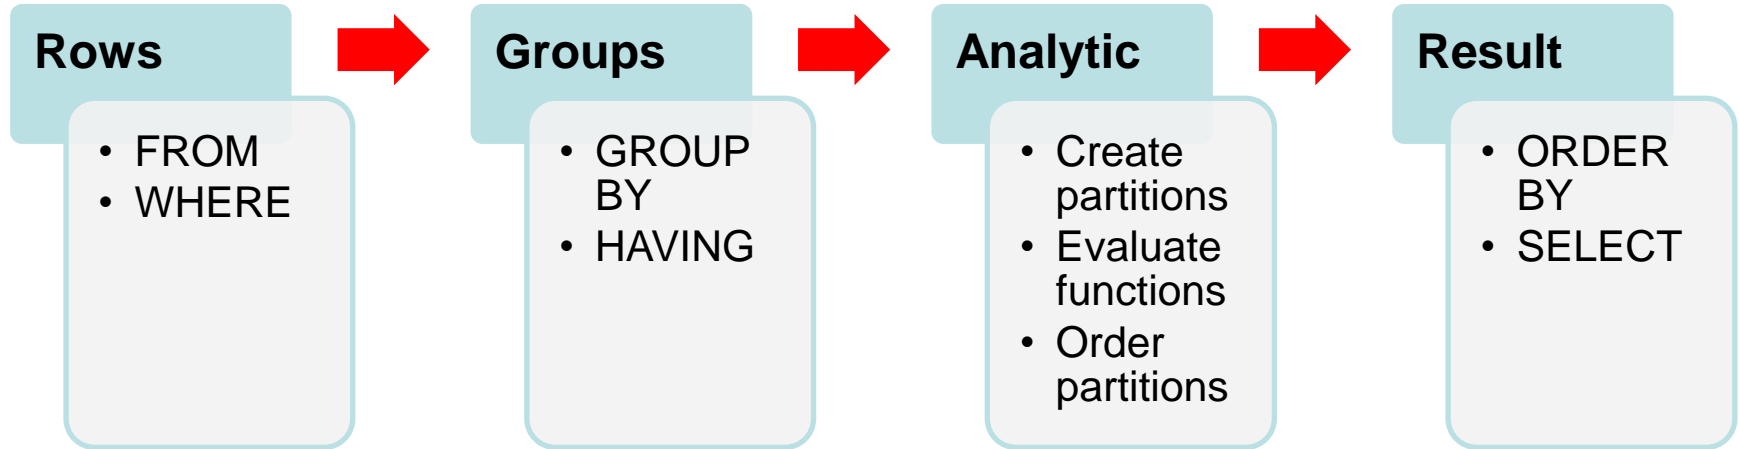 Rows
• FROM
• WHERE
Groups
• GROUP
BY
• HAVING
Analytic
• Create
partitions
• Evaluate
functions
• Order
partitions
Result
• ORDER
BY
• SELECT